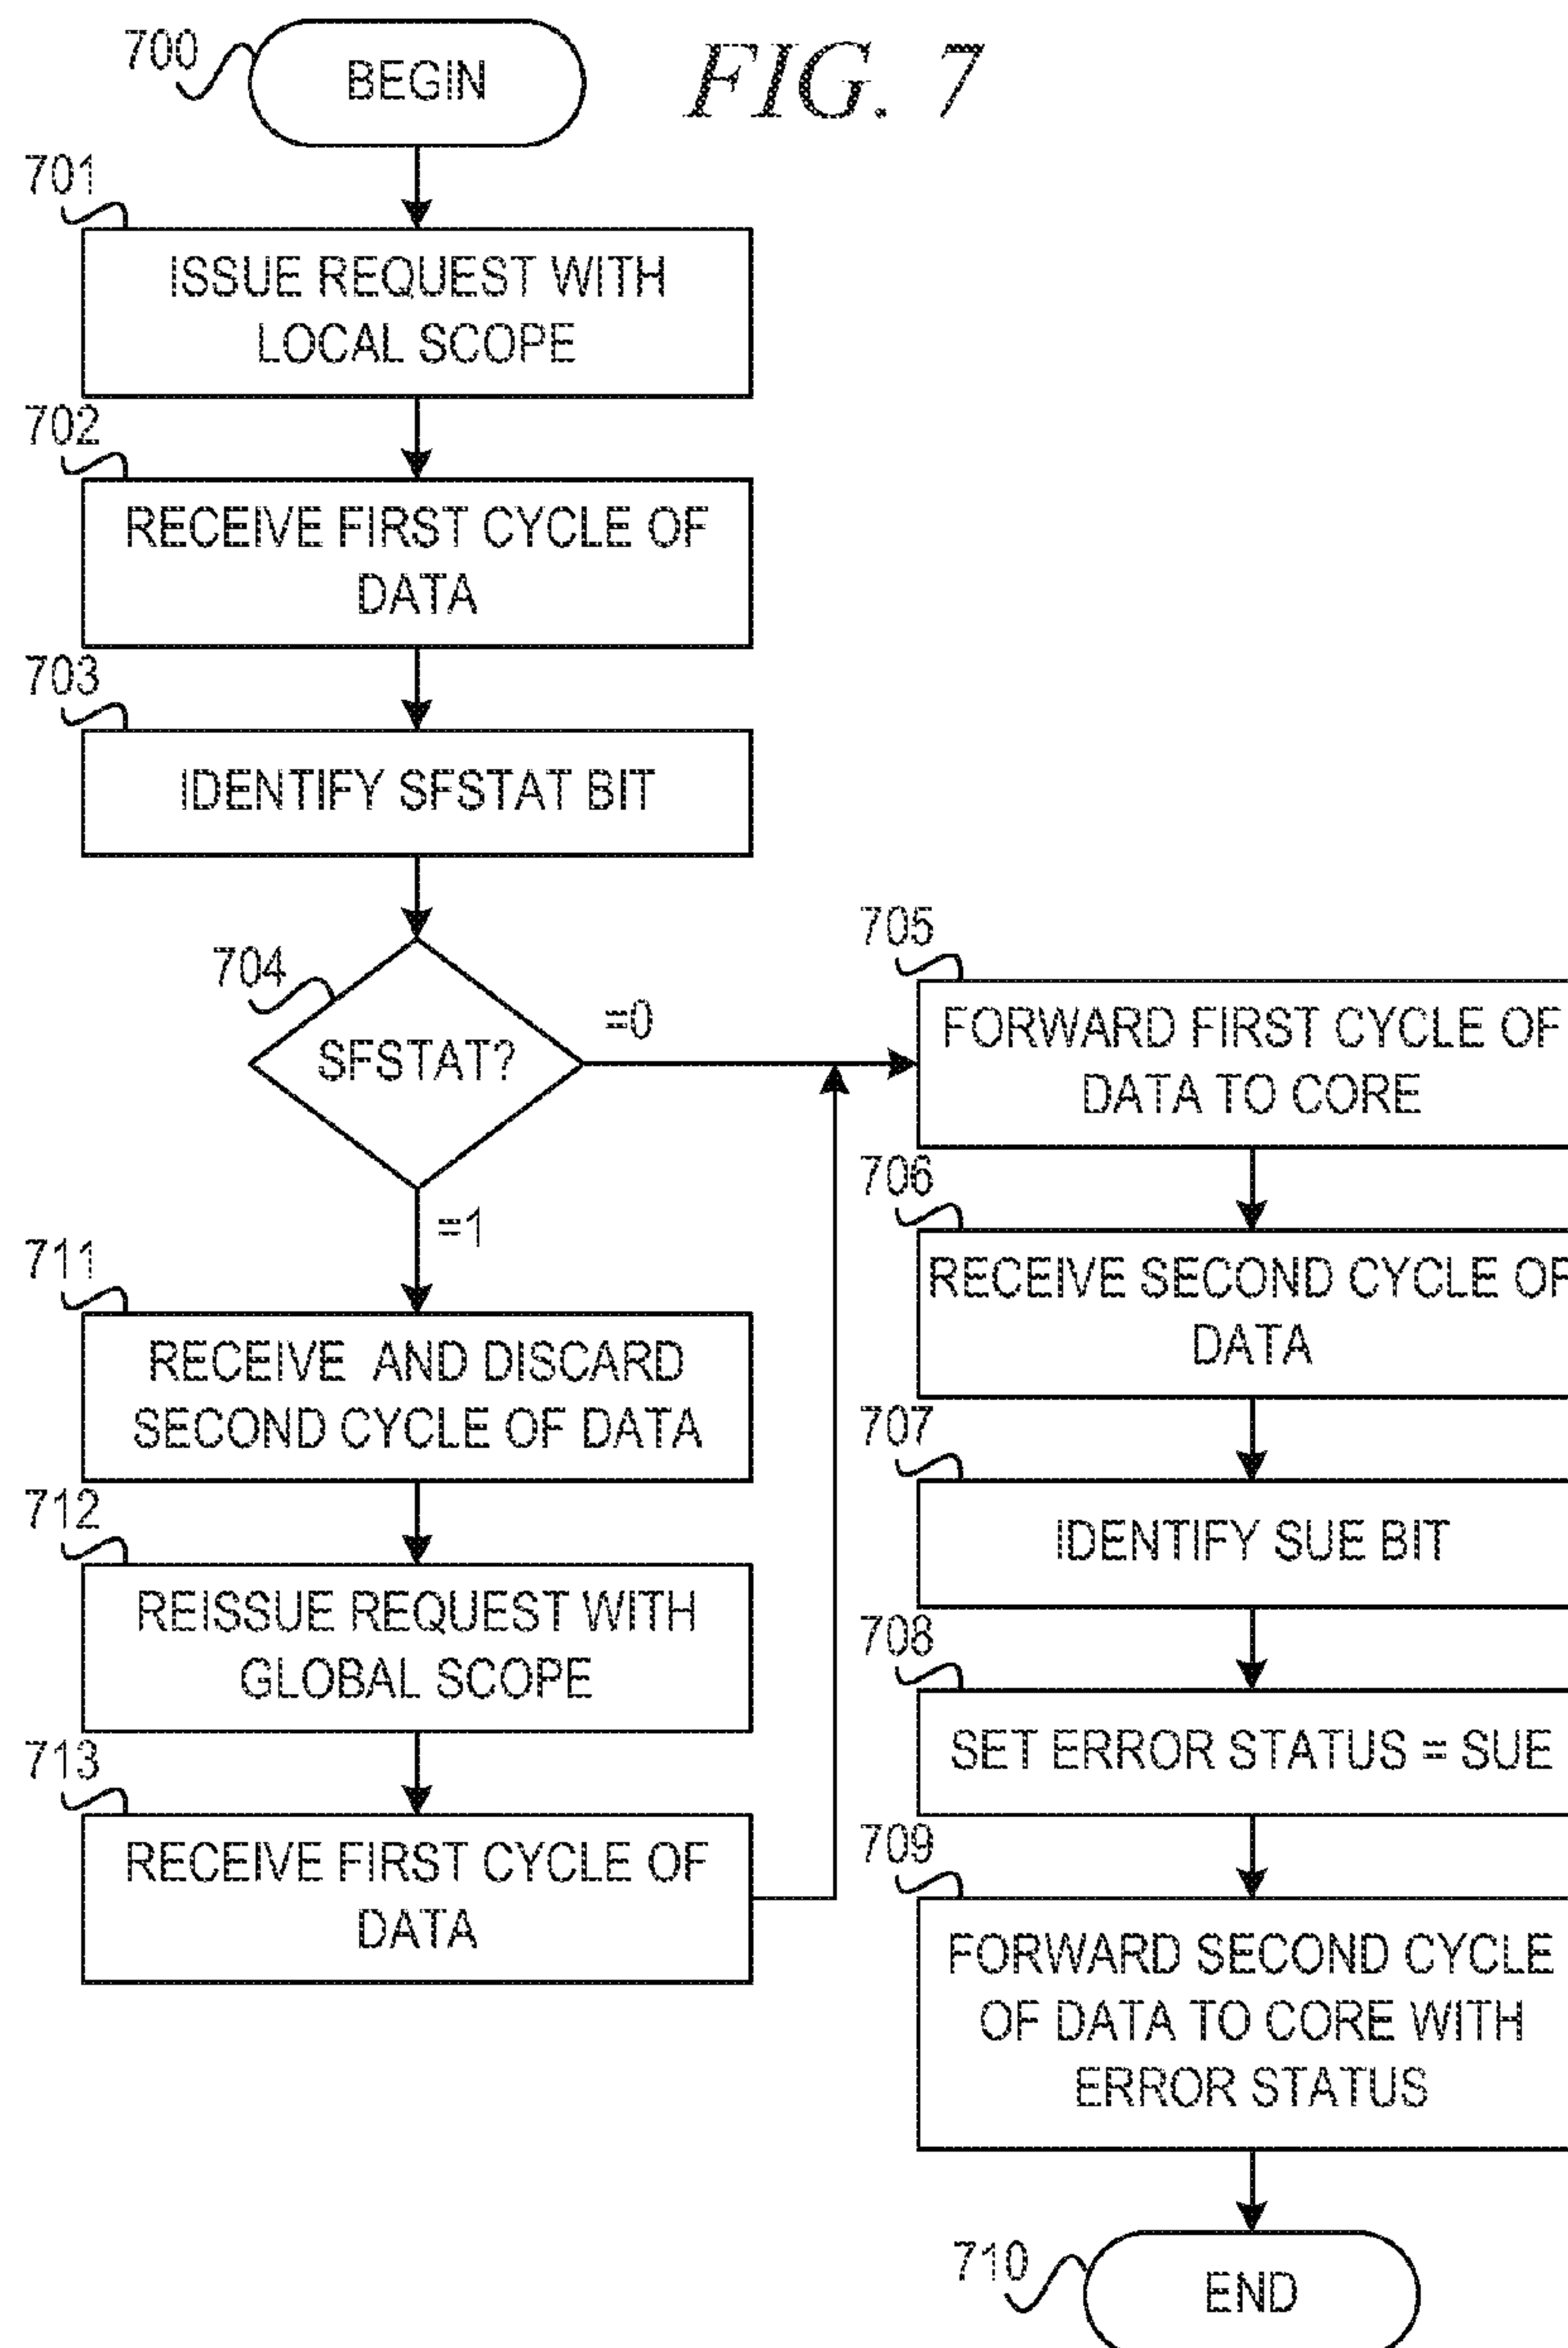 FIG. 7
700
BEGIN
701
ISSUE REQUEST WITH
LOCAL SCOPE
702
RECEIVE FIRST CYCLE OF
DATA
703
IDENTIFY SFSTAT BIT
704
SFSTAT?
=0
=1
711
RECEIVE AND DISCARD
SECOND CYCLE OF DATA
712
REISSUE REQUEST WITH
GLOBAL SCOPE
713
RECEIVE FIRST CYCLE OF
DATA
705
FORWARD FIRST CYCLE OF
DATA TO CORE
706
RECEIVE SECOND CYCLE OF
DATA
707
IDENTIFY SUE BIT
708
SET ERROR STATUS = SUE
709
FORWARD SECOND CYCLE
OF DATA TO CORE WITH
ERROR STATUS
710
END